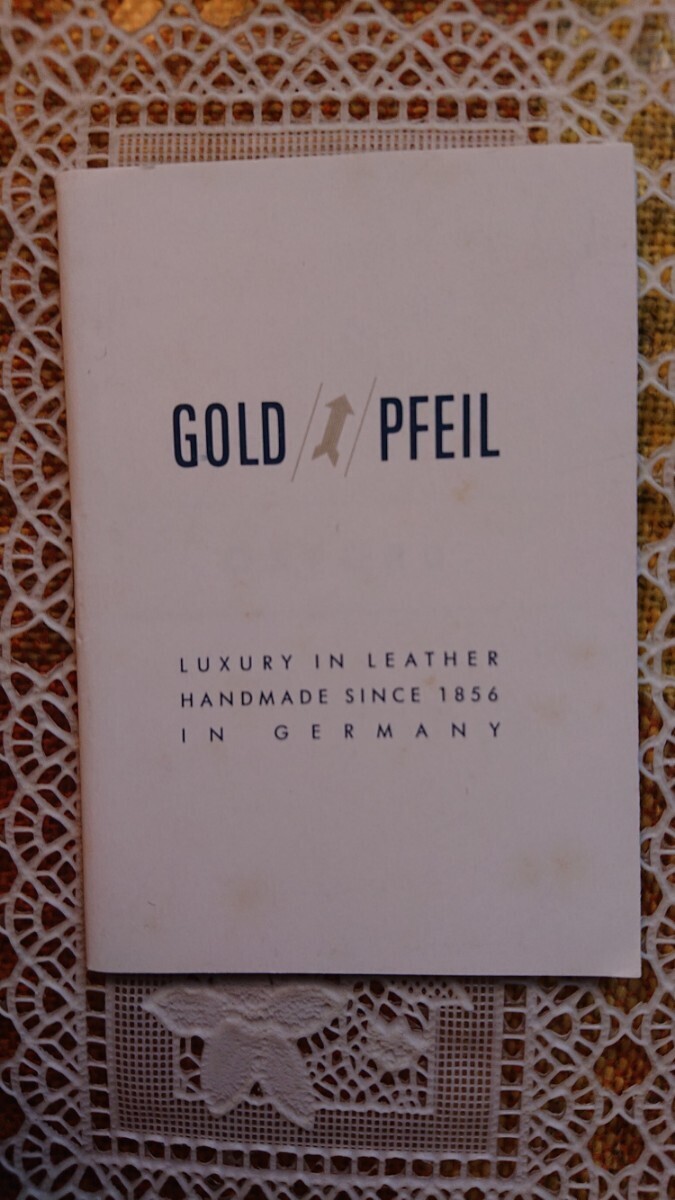 GOLD PFEIL
LUXURY IN LEATHER
HANDMADE SINCE 1856
IN GERMANY